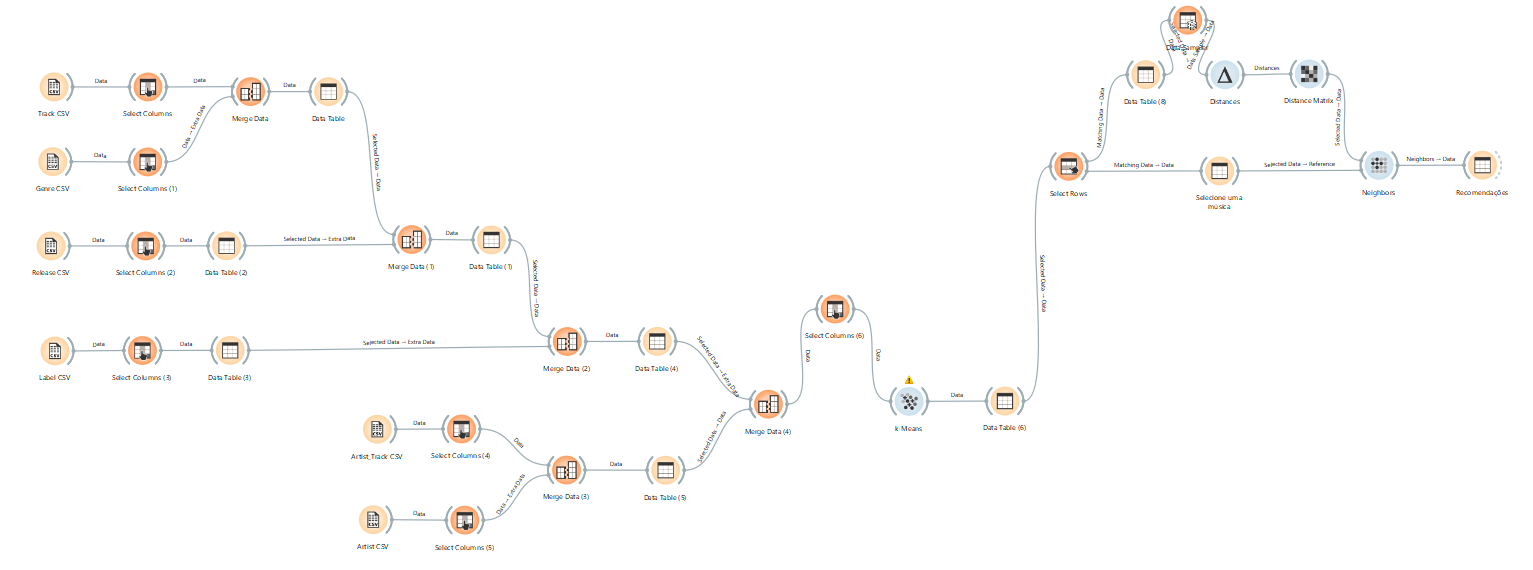 Data Sampler
Selected Data → Data
Data Sample → Data
Data
Data
Data
Track CSV
Select Columns
Merge Data
Data Table
Data → Extra Data
Data
Genre CSV
Select Columns (1)
Selected Data → Data
Matching Data → Data
Data Table (8)
Distances
Distances
Distance Matrix
Selected Data → Data
Select Rows
Matching Data → Data
Selecione uma
música
Selected Data → Reference
Neighbors
Neighbors → Data
Recomendações
Data
Data
Selected Data → Extra Data
Release CSV
Select Columns (2)
Data Table (2)
Merge Data (1)
Data
Data Table (1)
Selected Data → Data
Selected Data → Data
Data
Data
Selected Data → Extra Data
Label CSV
Select Columns (3)
Data Table (3)
Merge Data (2)
Data
Data Table (4)
Selected Data → Extra Data
Select Columns (6)
Data
Data
Merge Data (4)
k-Means
Data
Data Table (6)
Data
Artist_Track CSV
Select Columns (4)
Data
Merge Data (3)
Data
Data Table (5)
Selected Data → Data
Data → Extra Data
Data
Artist CSV
Select Columns (5)